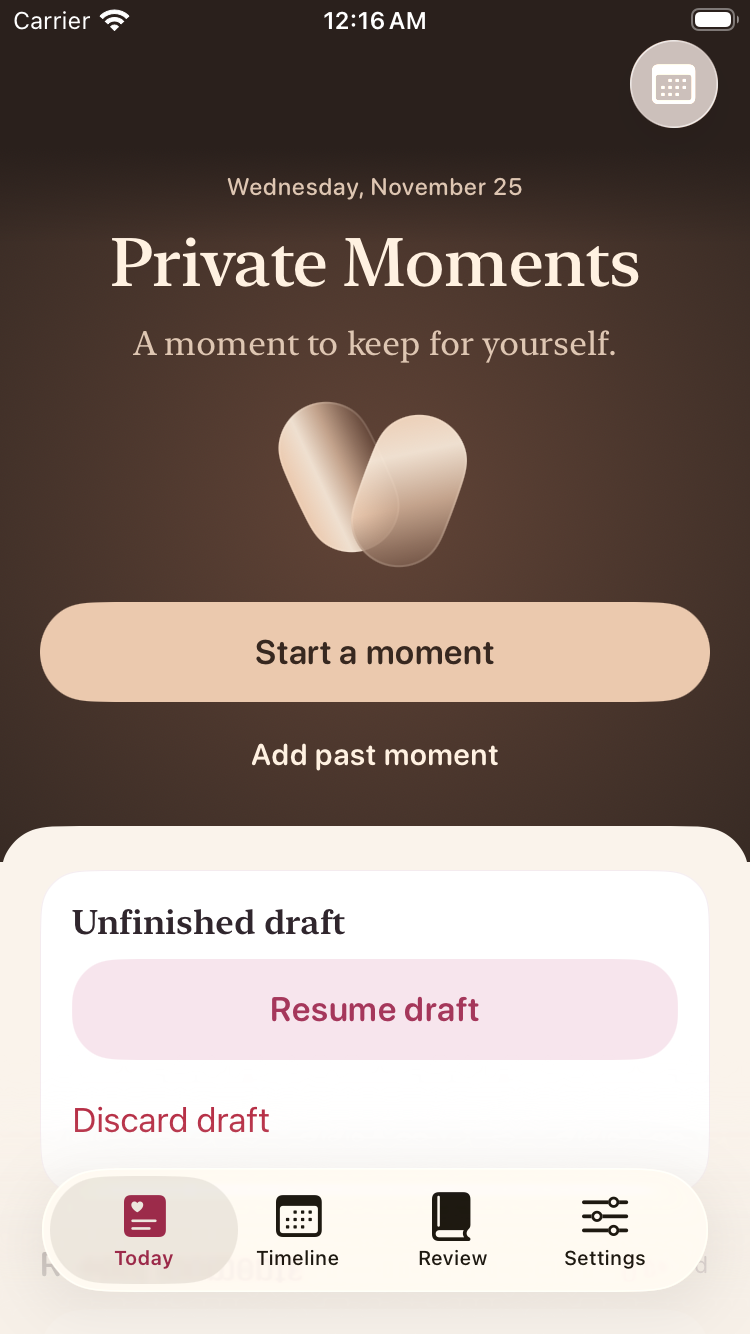 Carrier 12:16 AM
Wednesday, November 25
Private Moments
A moment to keep for yourself.
Start a moment
Add past moment
Unfinished draft
Resume draft
Discard draft
Today Timeline Review Settings